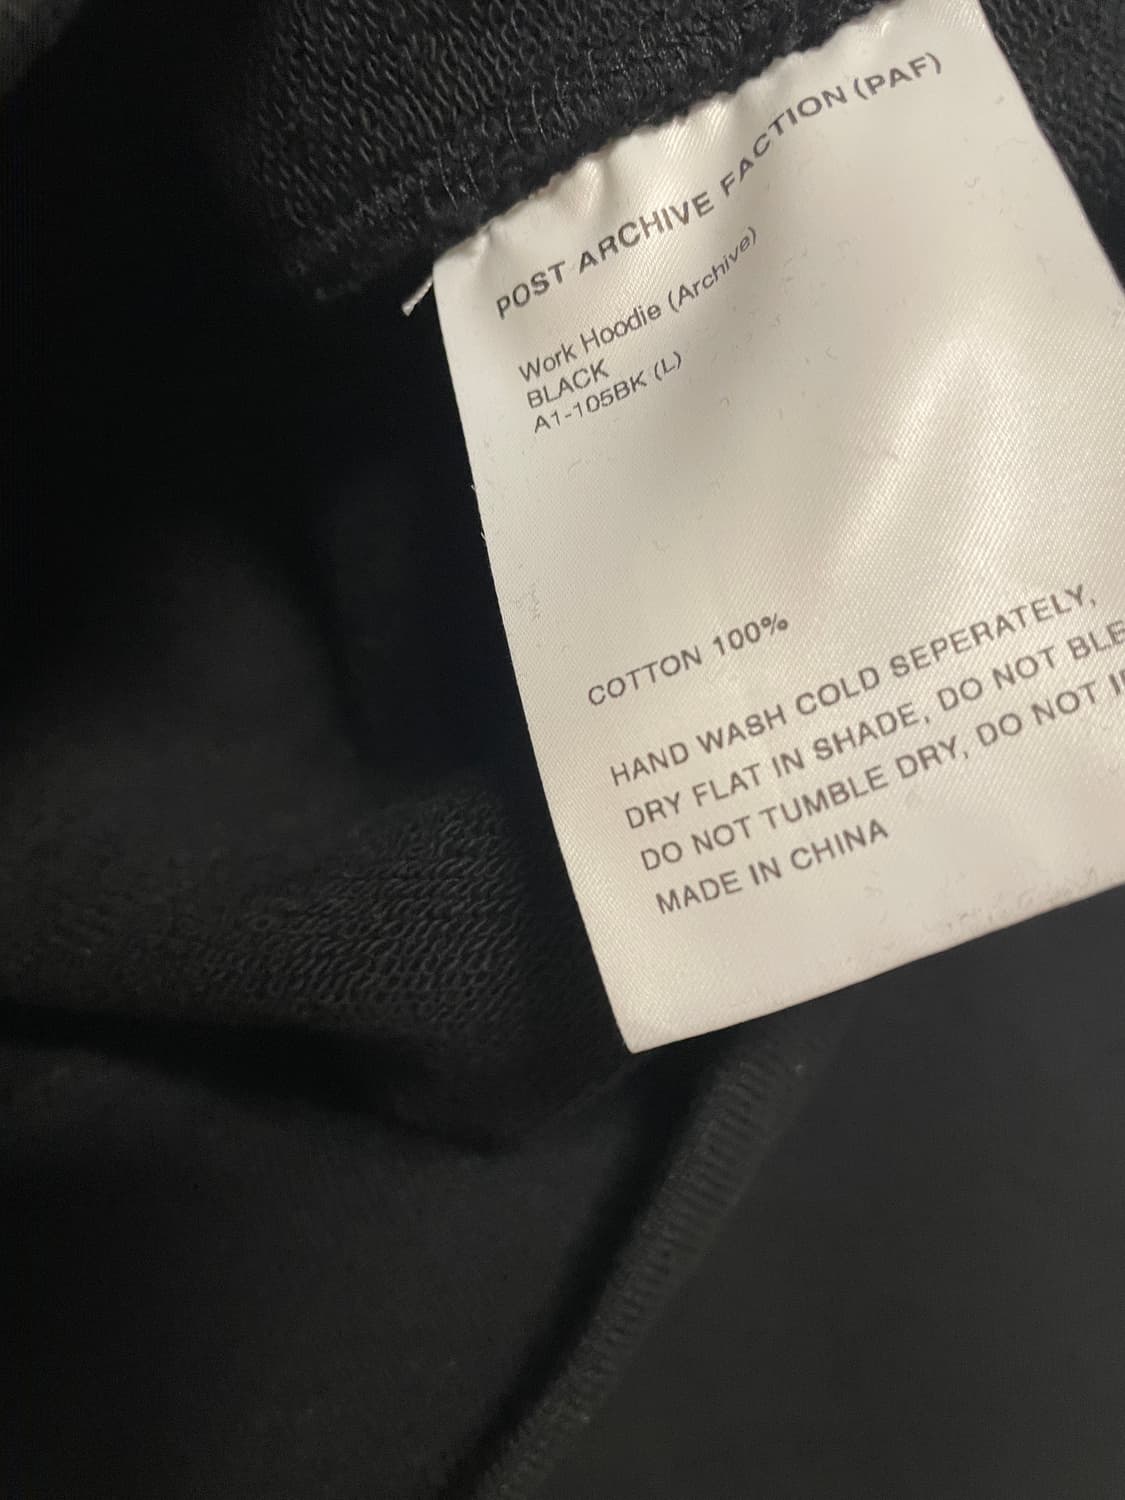 POST ARCHIVE FACTION (PAF)
Work Hoodie (Archive)
BLACK
A1-105BK (L)
COTTON 100%
HAND WASH COLD SEPERATELY,
DRY FLAT IN SHADE, DO NOT
DO NOT TUMBLE DRY, DO NOT
MADE IN CHINA